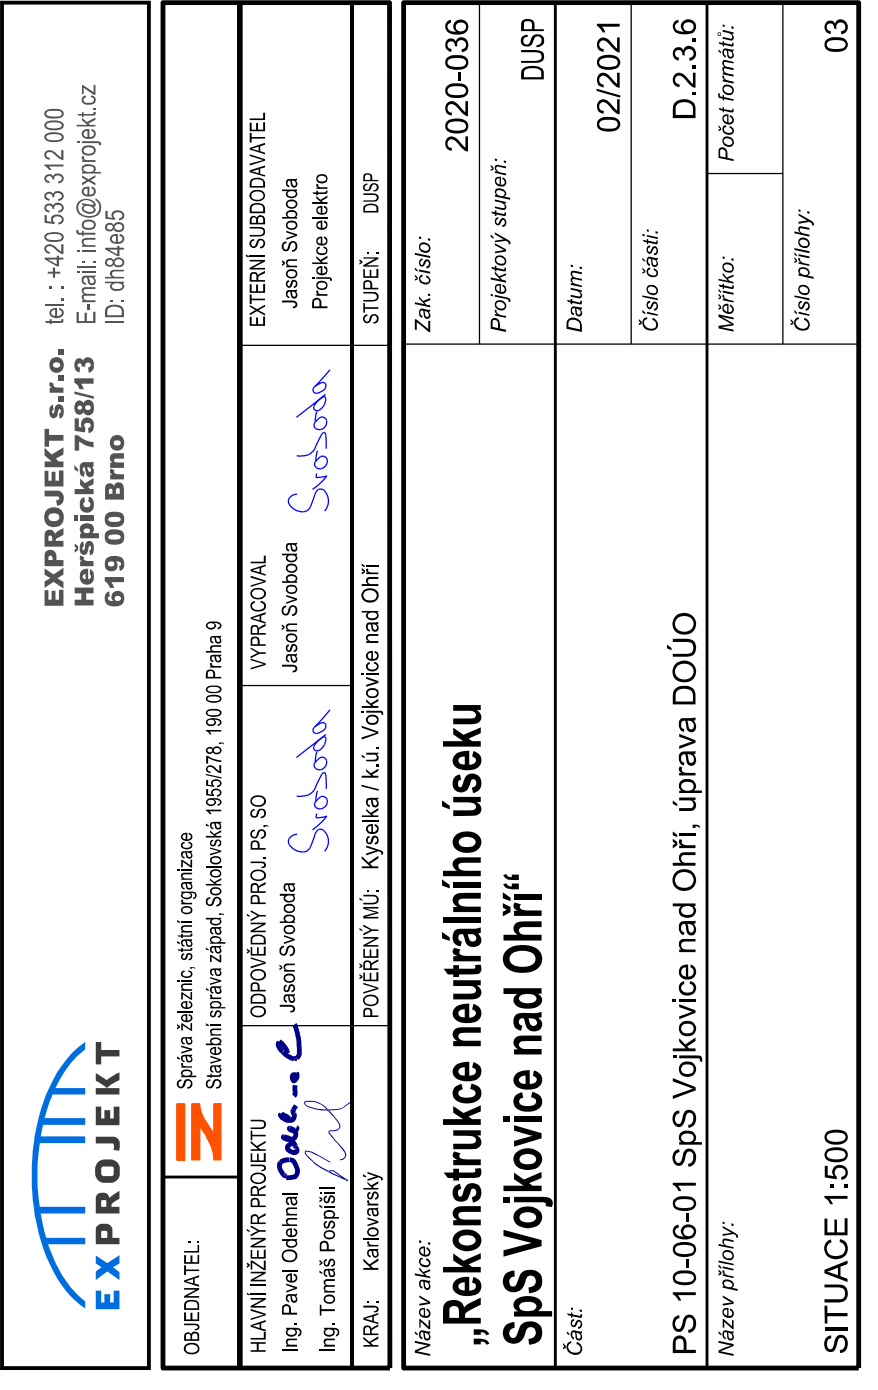 EXPROJEKT
EXPROJEKT s.r.o.
Heršpická 758/13
619 00 Brno
tel. : +420 533 312 000
E-mail: info@exprojekt.cz
ID: dh84e85
OBJEDNATEL:
Správa železnic, státní organizace
Stavební správa západ, Sokolovská 1955/278, 190 00 Praha 9
HLAVNÍ INŽENÝR PROJEKTU
Ing. Pavel Odehnal Odehnal
Ing. Tomáš Pospíšil
ODPOVĚDNÝ PROJ. PS, SO
Jasoň Svoboda
Svoboda
VYPRACOVAL
Jasoň Svoboda
Svoboda
EXTERNÍ SUBDODAVATEL
Jasoň Svoboda
Projekce elektro
KRAJ: Karlovarský
POVĚŘENÝ MÚ: Kyselka / k.ú. Vojkovice nad Ohří
STUPEŇ: DUSP
Název akce:
„Rekonstrukce neutrálního úseku
SpS Vojkovice nad Ohří“
Zak. číslo:
2020-036
Projektový stupeň:
DUSP
Část:
PS 10-06-01 SpS Vojkovice nad Ohří, úprava DOÚO
Datum:
02/2021
Číslo části:
D.2.3.6
Název přílohy:
SITUACE 1:500
Měřítko:
Počet formátů:
Číslo přílohy:
03